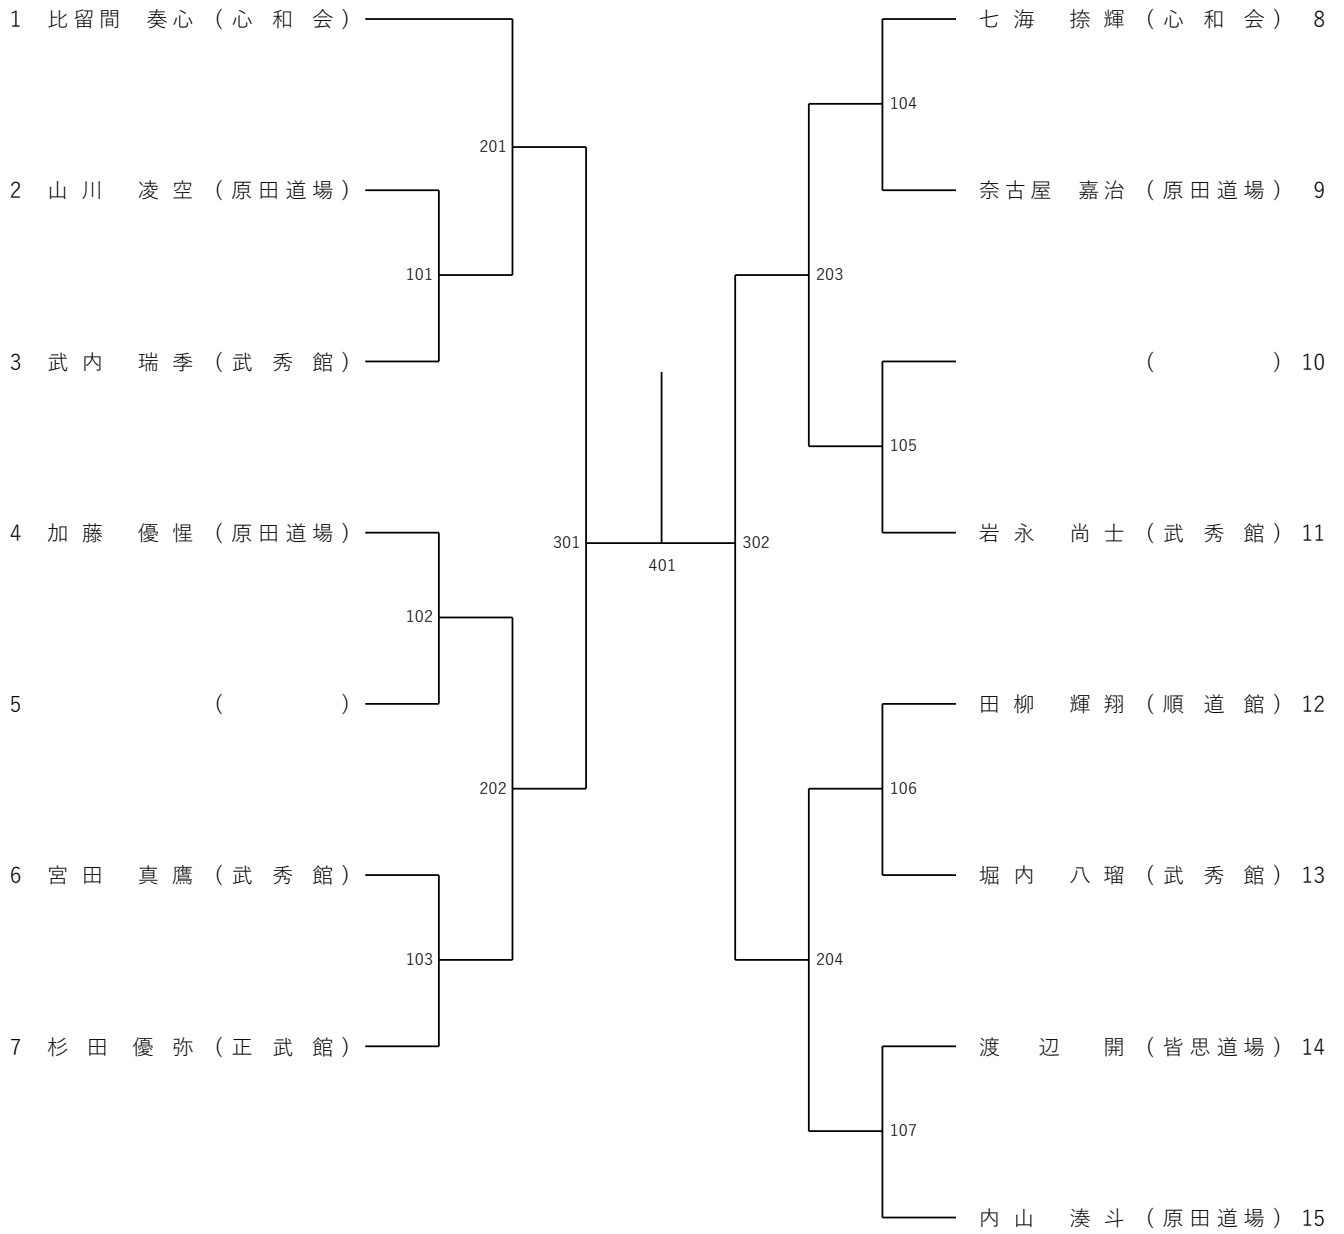 1 比留間 奏心 (心和会)
201
2 山川 凌空 (原田道場)
101
3 武内 瑞季 (武秀館)
4 加藤 優惺 (原田道場)
102
5 ( )
202
6 宮田 真鷹 (武秀館)
103
7 杉田優弥 (正武館)
301
401
302
七海 捺輝 (心和会) 8
104
奈古屋 嘉治 (原田道場) 9
203
( ) 10
105
岩永 尚士 (武秀館) 11
田柳 輝翔 (順道館) 12
106
堀内 八瑠 (武秀館) 13
204
渡辺 開 (皆思道場) 14
107
内山 湊斗 (原田道場) 15